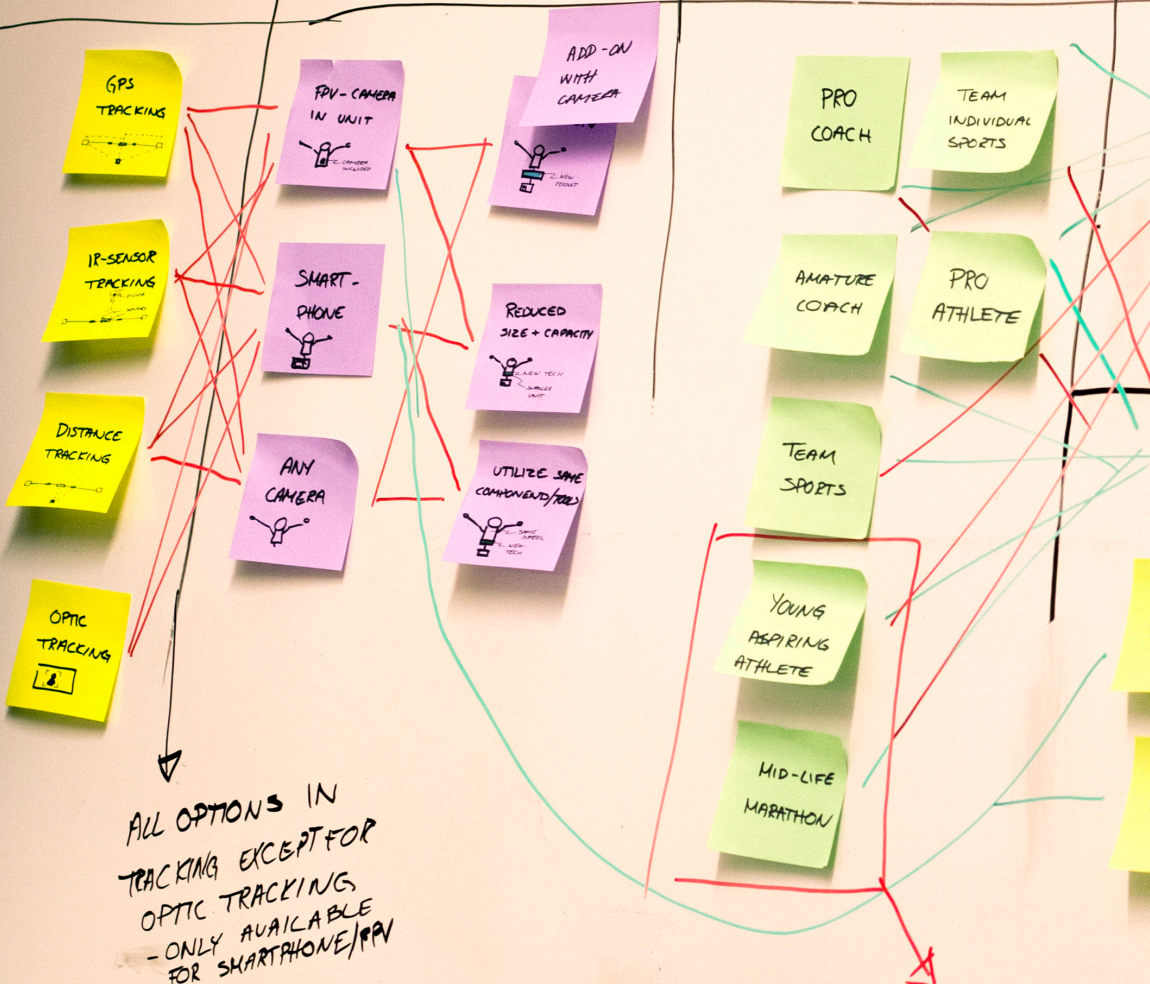 GPS
TRACKING
IR-SENSOR
TRACKING
DISTANCE
TRACKING
OPTIC
TRACKING
FPV-CAMERA
IN UNIT
CAMERA
INCLUDED
SMART-
PHONE
ANY
CAMERA
ADD-ON
WITH
CAMERA
NEW
PRODUCT
REDUCED
SIZE + CAPACITY
NEW TECH
SMALLER
UNIT
UTILIZE SAME
COMPONEND/TOOLS
SAME
NEW
TECH
ALL OPTIONS IN
TRACKING EXCEPT FOR
OPTIC TRACKING
- ONLY AVAILABLE
FOR SMARTPHONE/FPV
PRO
COACH
TEAM
INDIVIDUAL
SPORTS
AMATURE
COACH
PRO
ATHLETE
TEAM
SPORTS
YOUNG
ASPIRING
ATHLETE
MID-LIFE
MARATHON